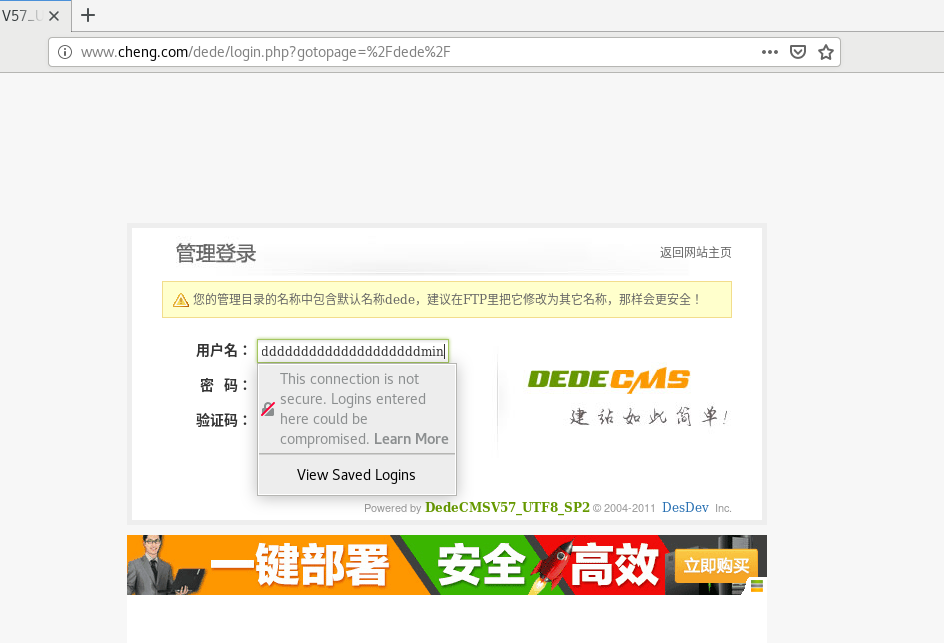 V57_U
www.cheng.com/dede/login.php?gotopage=%2Fdede%2F
管理登录
返回网站主页
您的管理目录的名称中包含默认名称dede，建议在FTP里把它修改为其它名称，那样会更安全！
用户名：
ddddddddddddddddddddmin
密 码：
验证码：
This connection is not
secure. Logins entered
here could be
compromised. Learn More
View Saved Logins
DEDECMS
建站如此简单!
Powered by DedeCMSV57_UTF8_SP2 © 2004-2011 DesDev Inc.
一键部署 安全 高效 立即购买